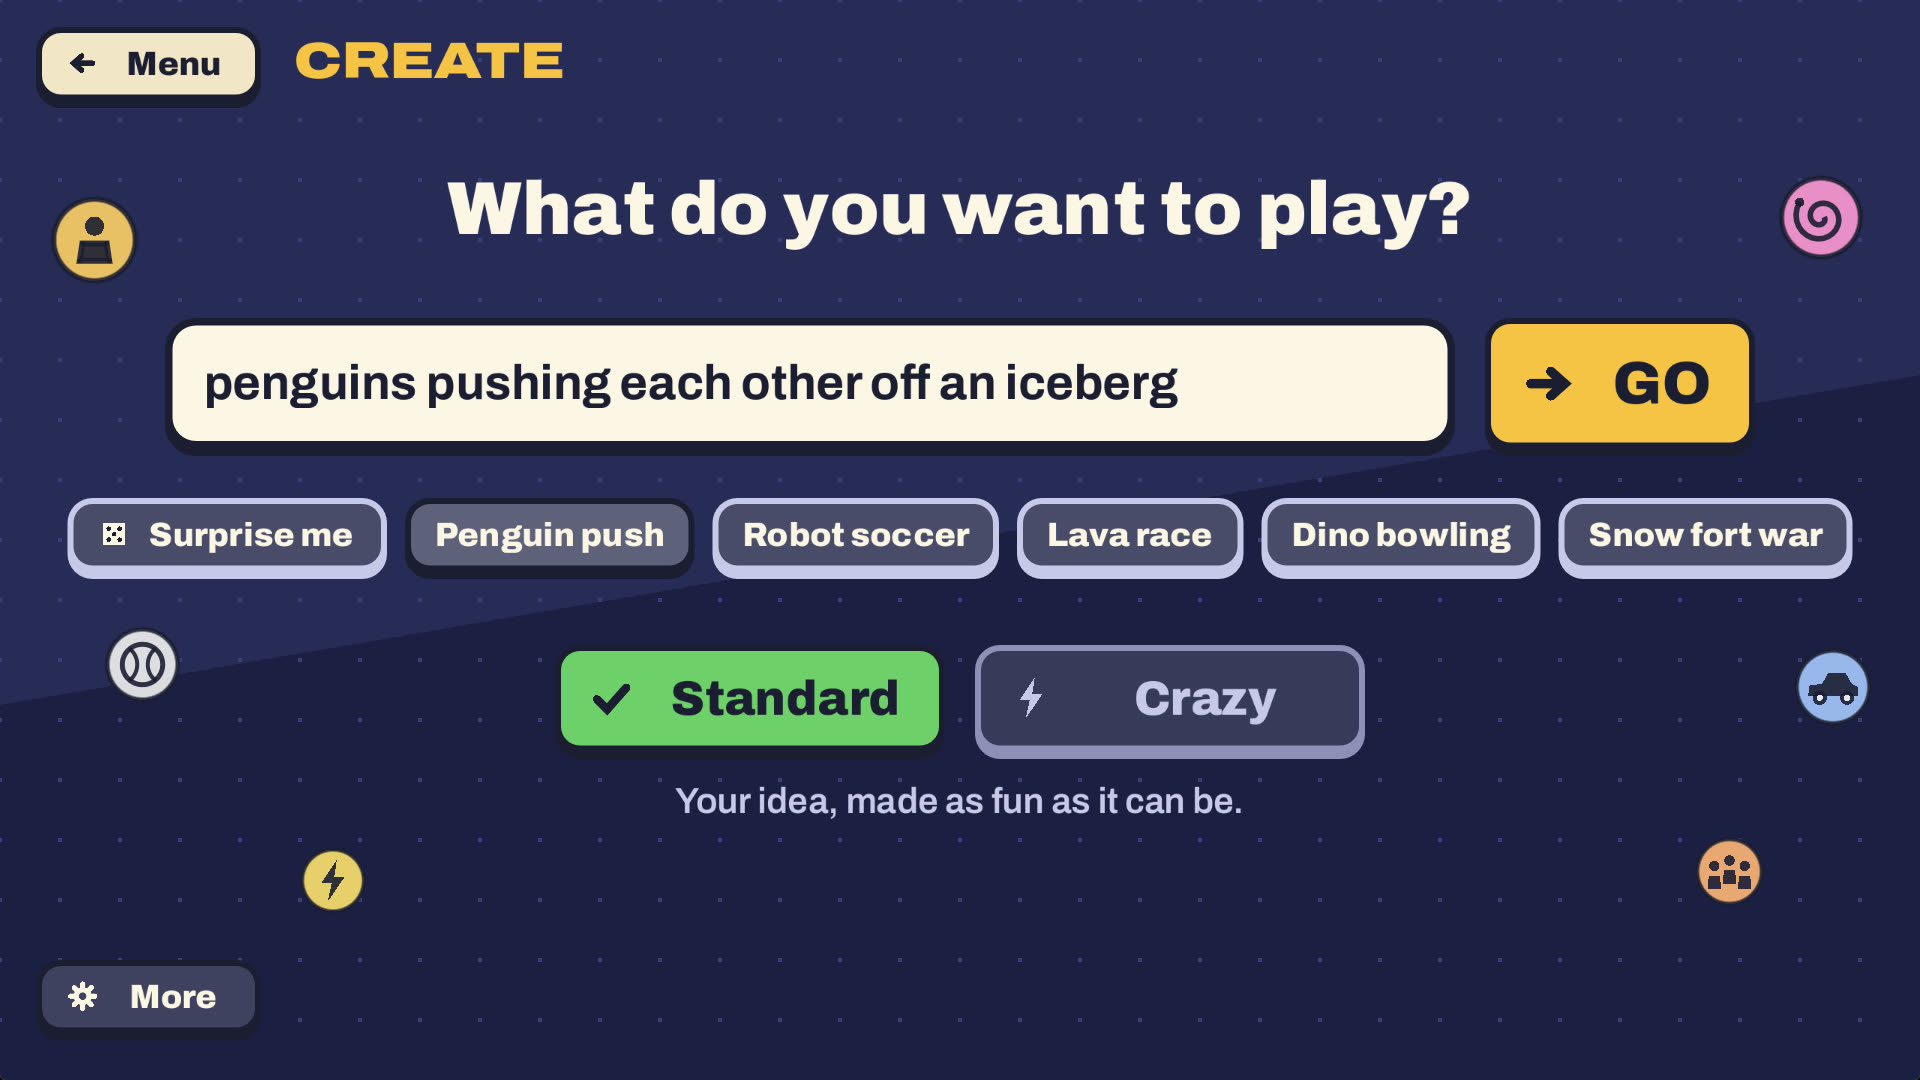 Menu
CREATE
What do you want to play?
penguins pushing each other off an iceberg
GO
Surprise me
Penguin push
Robot soccer
Lava race
Dino bowling
Snow fort war
Standard
Crazy
Your idea, made as fun as it can be.
More